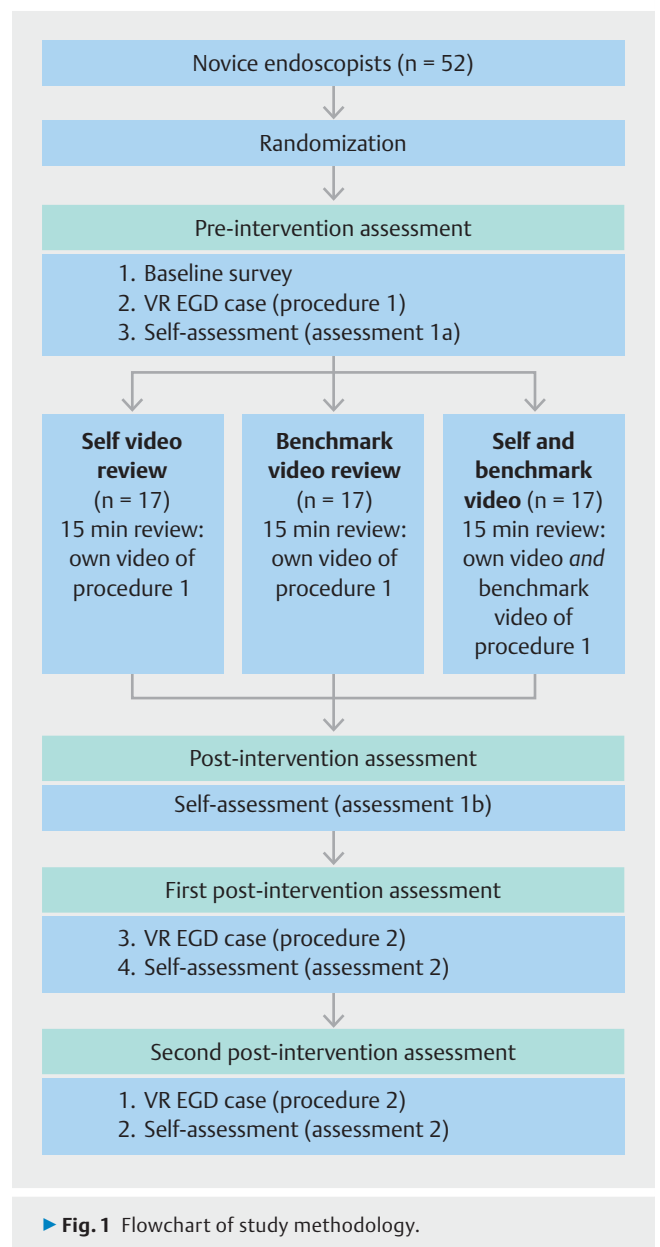 Novice endoscopists (n = 52)
Randomization
Pre-intervention assessment
1. Baseline survey
2. VR EGD case (procedure 1)
3. Self-assessment (assessment 1a)
Self video
review
(n = 17)
15 min review:
own video of
procedure 1
Benchmark
video review
(n = 17)
15 min review:
own video of
procedure 1
Self and
benchmark
video (n = 17)
15 min review:
own video and
benchmark
video of
procedure 1
Post-intervention assessment
Self-assessment (assessment 1b)
First post-intervention assessment
3. VR EGD case (procedure 2)
4. Self-assessment (assessment 2)
Second post-intervention assessment
1. VR EGD case (procedure 2)
2. Self-assessment (assessment 2)
▶ Fig. 1 Flowchart of study methodology.